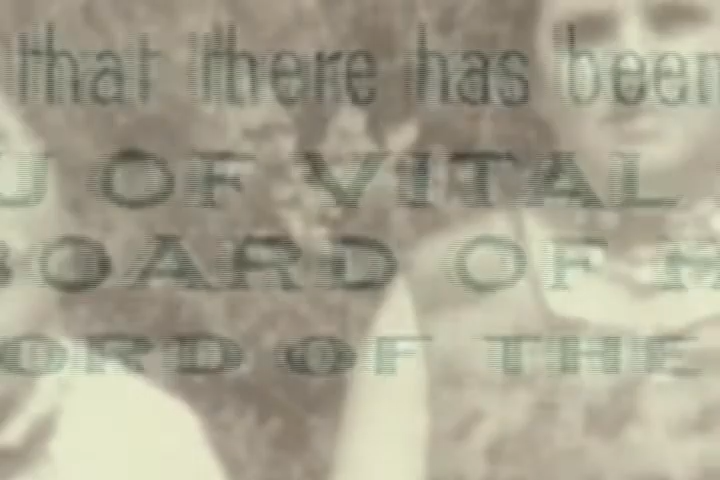 that there has been
U OF VITAL
BOARD OF H
ORD OF THE